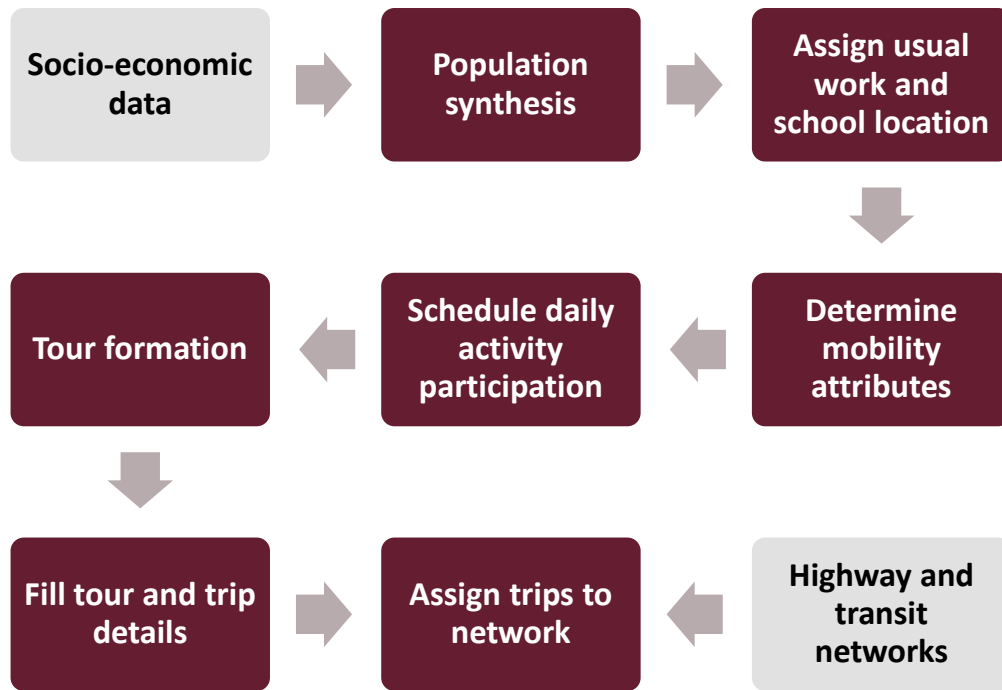 Socio-economic
data
Population
synthesis
Assign usual
work and
school location
Tour formation
Schedule daily
activity
participation
Determine
mobility
attributes
Fill tour and trip
details
Assign trips to
network
Highway and
transit
networks